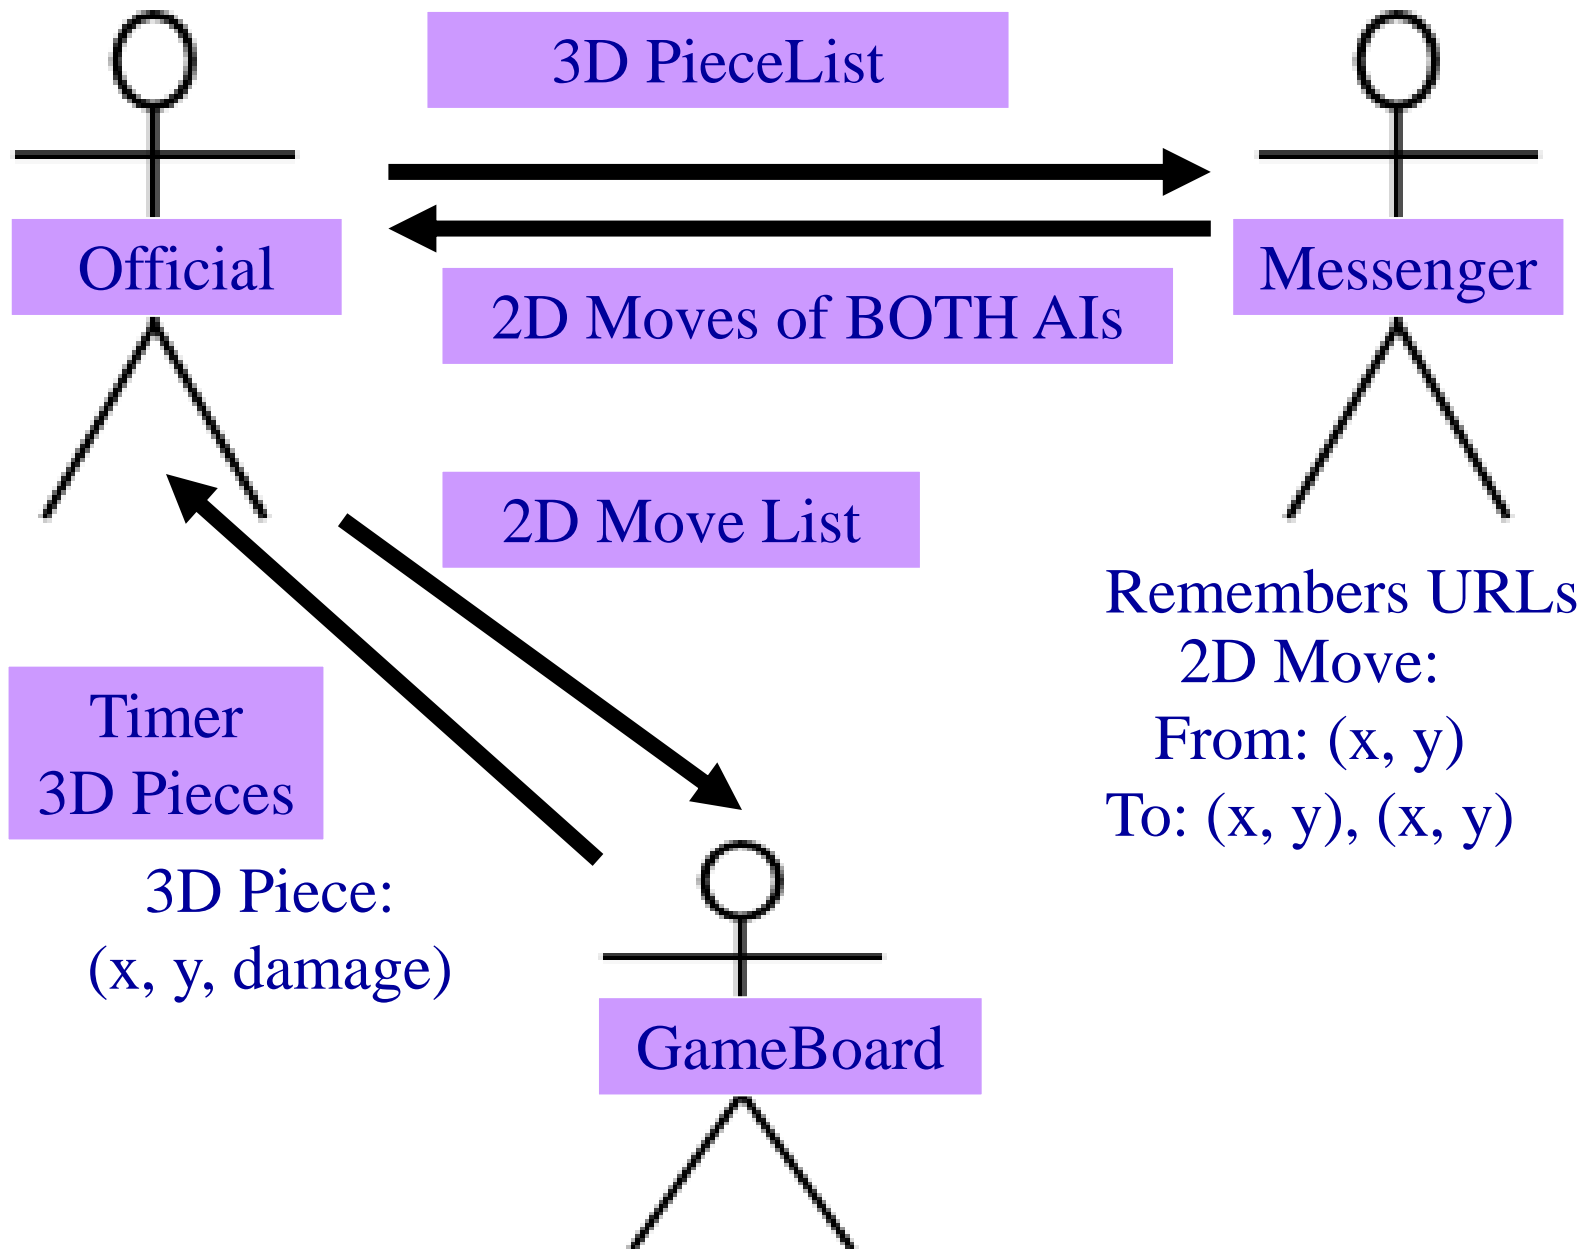 3D PieceList
Official
Messenger
2D Moves of BOTH AIs
2D Move List
Remembers URLs
2D Move:
From: (x, y)
To: (x, y), (x, y)
Timer
3D Pieces
3D Piece:
(x, y, damage)
GameBoard